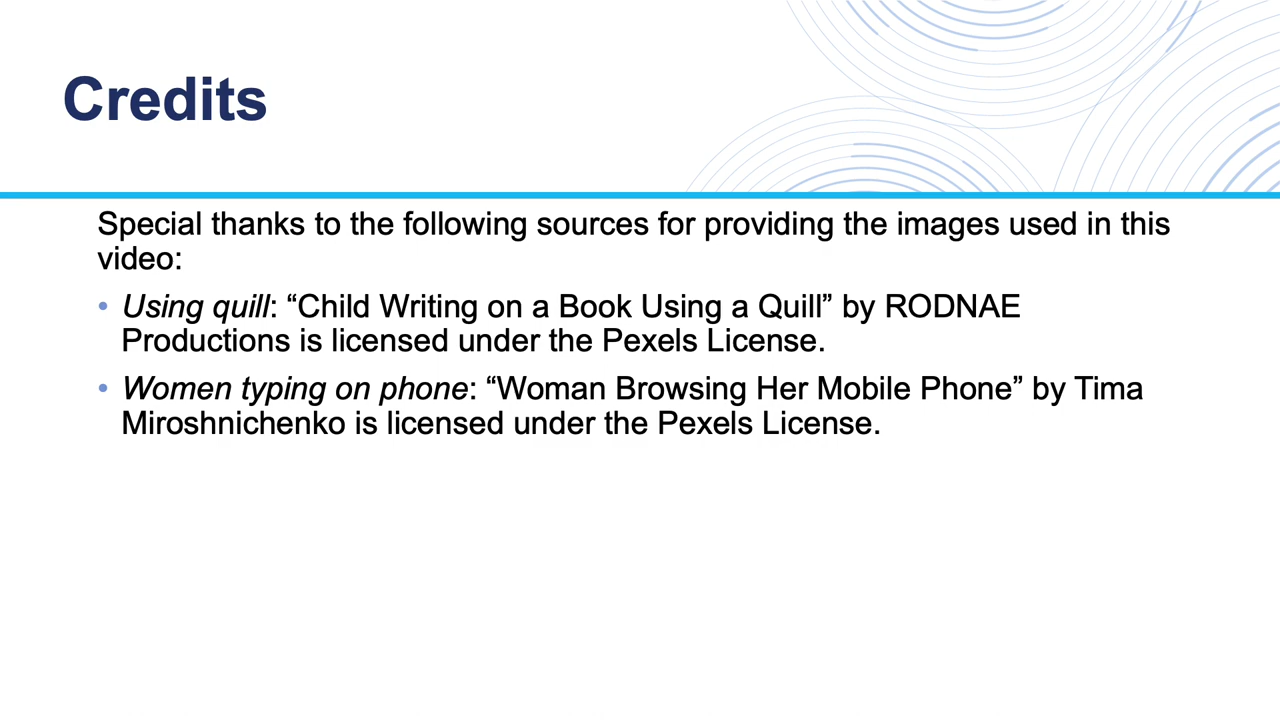 Credits
Special thanks to the following sources for providing the images used in this
video:
• Using quill: “Child Writing on a Book Using a Quill” by RODNAE
Productions is licensed under the Pexels License.
• Women typing on phone: “Woman Browsing Her Mobile Phone” by Tima
Miroshnichenko is licensed under the Pexels License.